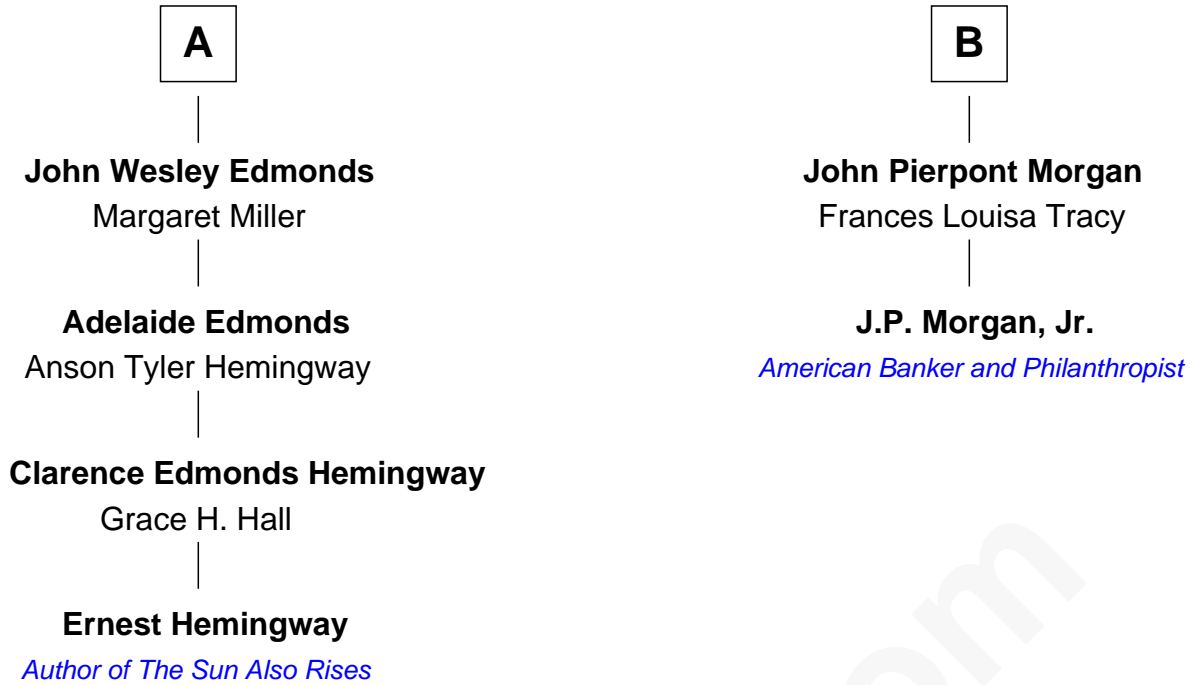 A
John Wesley Edmonds
Margaret Miller
Adelaide Edmonds
Anson Tyler Hemingway
Clarence Edmonds Hemingway
Grace H. Hall
Ernest Hemingway
Author of The Sun Also Rises
B
John Pierpont Morgan
Frances Louisa Tracy
J.P. Morgan, Jr.
American Banker and Philanthropist
om